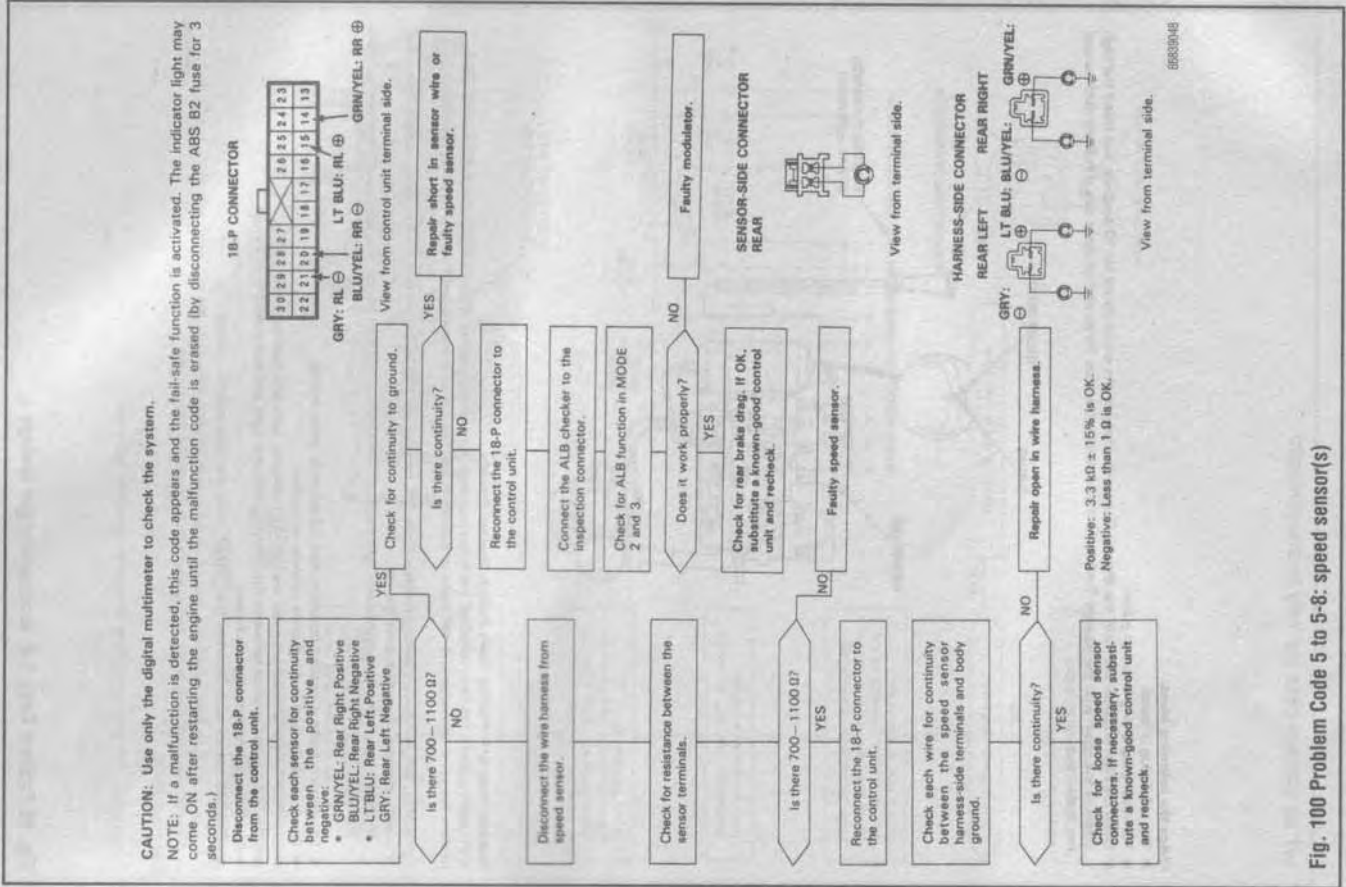 CAUTION: Use only the digital multimeter to check the system.
NOTE: If a malfunction is detected, this code appears and the fail-safe function is activated. The indicator light may
come ON after restarting the engine until the malfunction code is erased (by disconnecting the ABS B2 fuse for 3
seconds.)
Disconnect the 18-P connector
from the control unit.
Check each sensor for continuity
between the positive and
negative:
* GRN/YEL: Rear Right Positive
BLU/YEL: Rear Right Negative
* LT BLU: Rear Left Positive
GRY: Rear Left Negative
Is there 700 – 1100 Ω?
YES
NO
Disconnect the wire harness from
speed sensor.
Check for resistance between the
sensor terminals.
Is there 700 – 1100 Ω?
NO
Faulty speed sensor.
YES
Reconnect the 18-P connector to
the control unit.
Check each wire for continuity
between the speed sensor
harness-side terminals and body
ground.
Is there continuity?
NO
Repair open in wire harness.
YES
Check for loose speed sensor
connectors. If necessary, substi-
tute a known-good control unit
and recheck.
Positive: 3.3 kΩ ± 15% is OK.
Negative: Less than 1 Ω is OK.
Check for continuity to ground.
Is there continuity?
YES
Repair short in sensor wire or
faulty speed sensor.
NO
Reconnect the 18-P connector to
the control unit.
Connect the ALB checker to the
inspection connector.
Check for ALB function in MODE
2 and 3.
Does it work properly?
NO
Faulty modulator.
YES
Check for rear brake drag. If OK,
substitute a known-good control
unit and recheck.
18-P CONNECTOR
30 29 28 27 26 25 24 23
22 21 20 19 18 17 16 15 14 13
GRY: RL ⊖
BLU/YEL: RR ⊖
LT BLU: RL ⊕
GRN/YEL: RR ⊕
View from control unit terminal side.
SENSOR-SIDE CONNECTOR
REAR
View from terminal side.
HARNESS-SIDE CONNECTOR
REAR LEFT REAR RIGHT
GRY: ⊖
LT BLU: ⊕
BLU/YEL: ⊖
GRN/YEL: ⊕
View from terminal side.
86839048
Fig. 100 Problem Code 5 to 5-8: speed sensor(s)